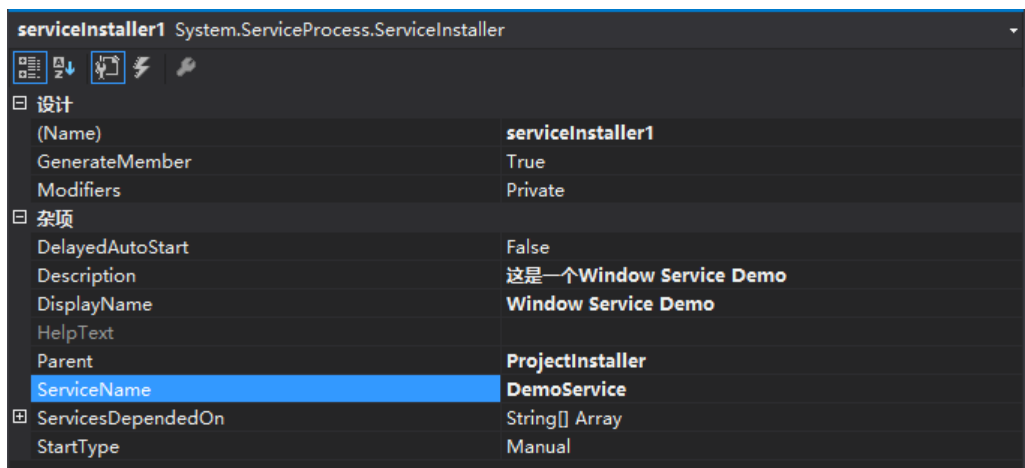 serviceInstaller1 System.ServiceProcess.ServiceInstaller
设计
(Name) serviceInstaller1
GenerateMember True
Modifiers Private
杂项
DelayedAutoStart False
Description 这是一个Window Service Demo
DisplayName Window Service Demo
HelpText
Parent ProjectInstaller
ServiceName DemoService
ServicesDependedOn String[] Array
StartType Manual